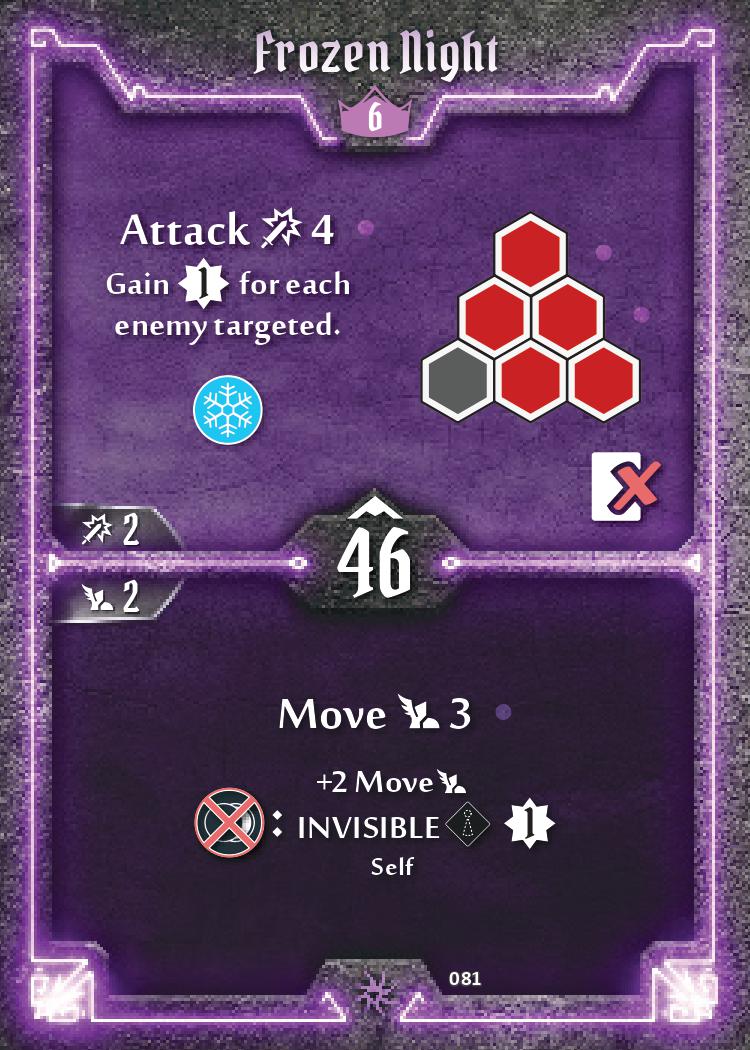 Frozen Night
6
Attack 4
Gain 1 for each
enemy targeted.
2
46
2
Move 3
+2 Move
: INVISIBLE 1
Self
081